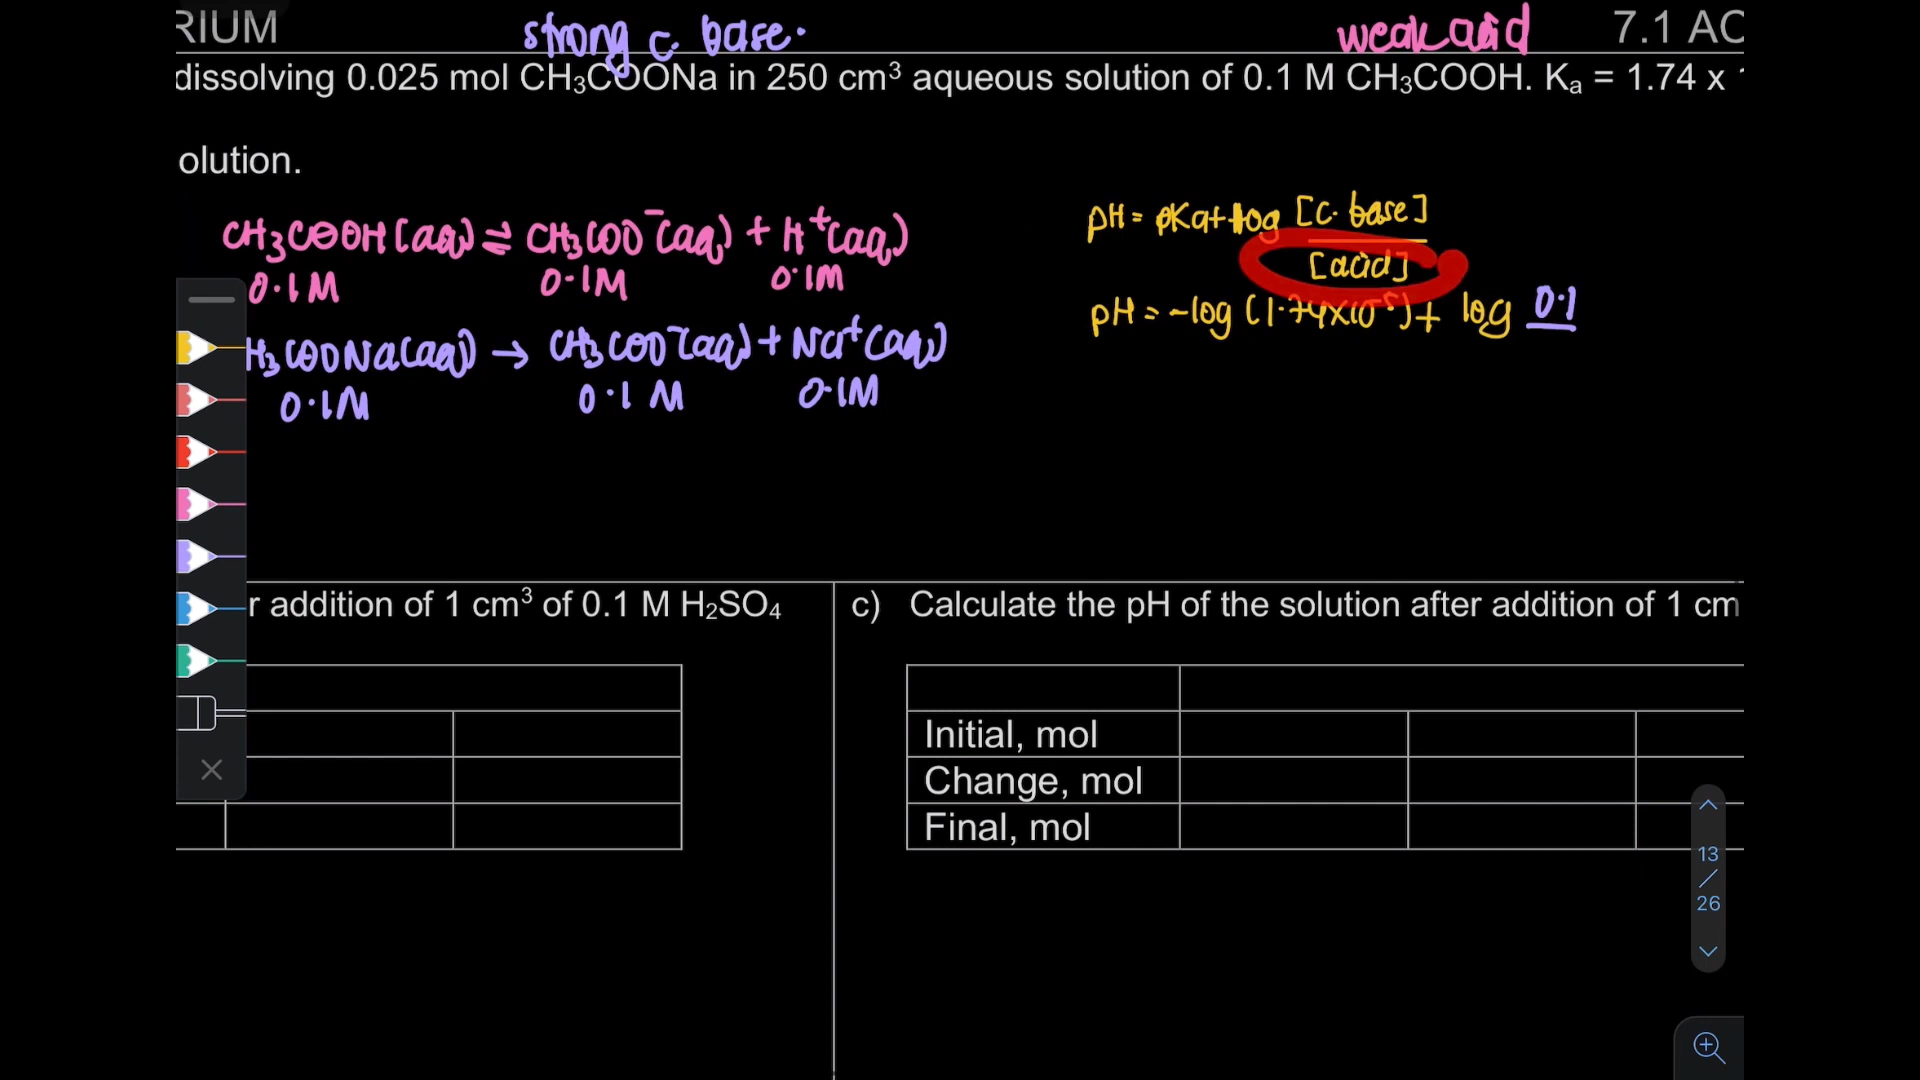 RIUM
strong c. base.
weak acid
7.1 AC
dissolving 0.025 mol CH₃COONa in 250 cm³ aqueous solution of 0.1 M CH₃COOH. Kₐ = 1.74 x
olution.
CH₃COOH(aq) ⇌ CH₃COO⁻(aq) + H⁺(aq)
0.1M 0.1M 0.1M
H₃COONa(aq) → CH₃COO⁻(aq) + Na⁺(aq)
0.1M 0.1 M 0.1M
pH = pKa + log [c. base]
[acid]
pH = -log (1.74x10⁻⁵) + log 0.1
r addition of 1 cm³ of 0.1 M H₂SO₄
c) Calculate the pH of the solution after addition of 1 cm
Initial, mol
Change, mol
Final, mol
13
/
26